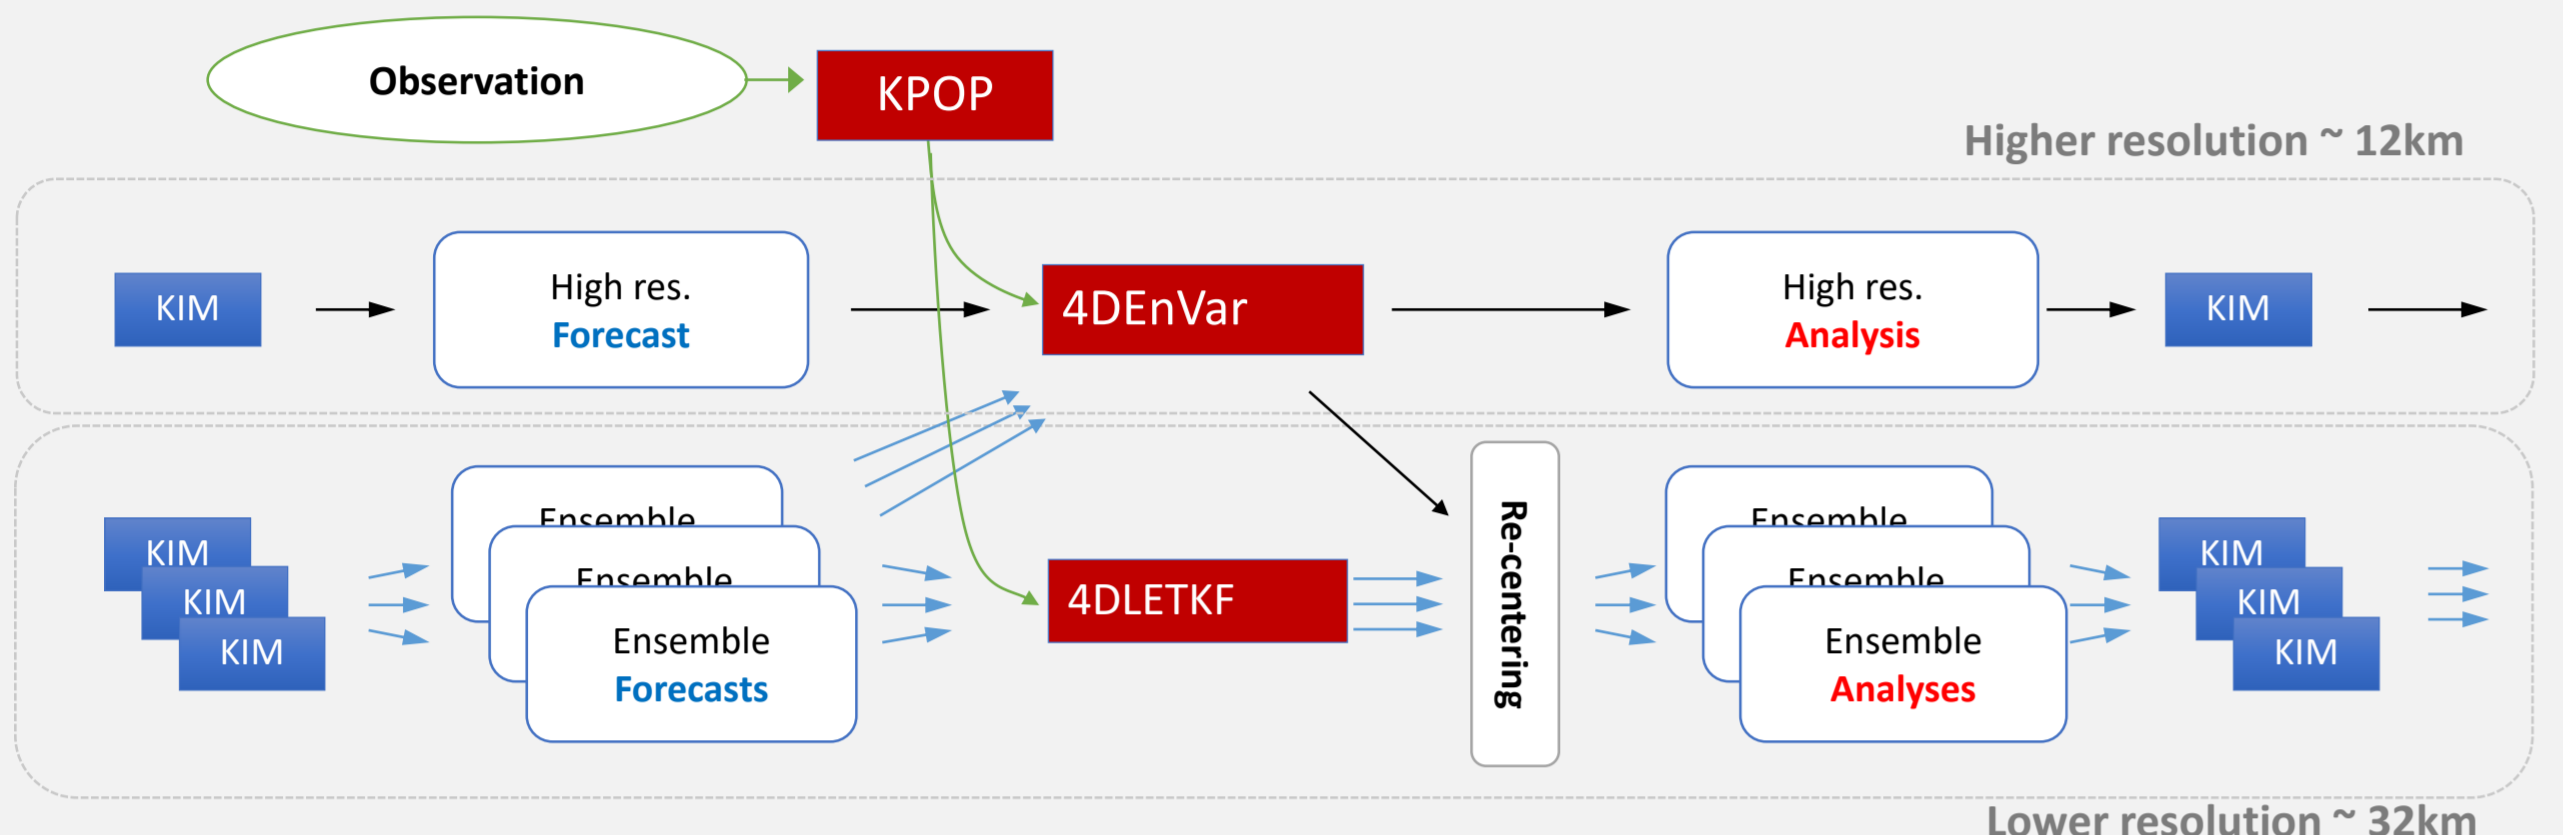 Observation
KPOP
Higher resolution ~ 12km
KIM
High res.
Forecast
4DEnVar
High res.
Analysis
KIM
KIM
KIM
KIM
Ensemble
Ensemble
Ensemble
Forecasts
4DLETKF
Re-centering
Ensemble
Ensemble
Ensemble
Analyses
KIM
KIM
KIM
Lower resolution ~ 32km